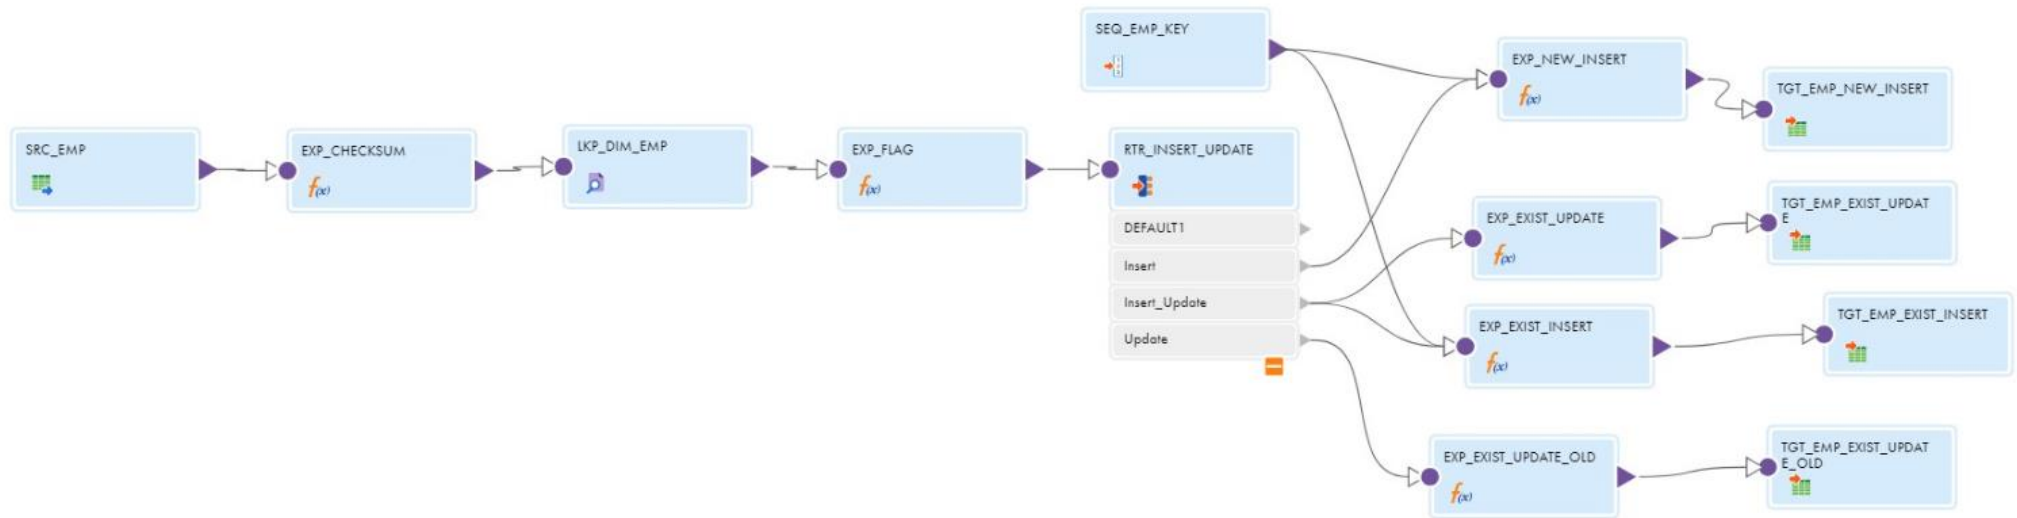 SEQ_EMP_KEY
EXP_NEW_INSERT
TGT_EMP_NEW_INSERT
SRC_EMP
EXP_CHECKSUM
LKP_DIM_EMP
EXP_FLAG
RTR_INSERT_UPDATE
DEFAULT1
Insert
Insert_Update
Update
EXP_EXIST_UPDATE
TGT_EMP_EXIST_UPDAT
E
EXP_EXIST_INSERT
TGT_EMP_EXIST_INSERT
EXP_EXIST_UPDATE_OLD
TGT_EMP_EXIST_UPDAT
E_OLD